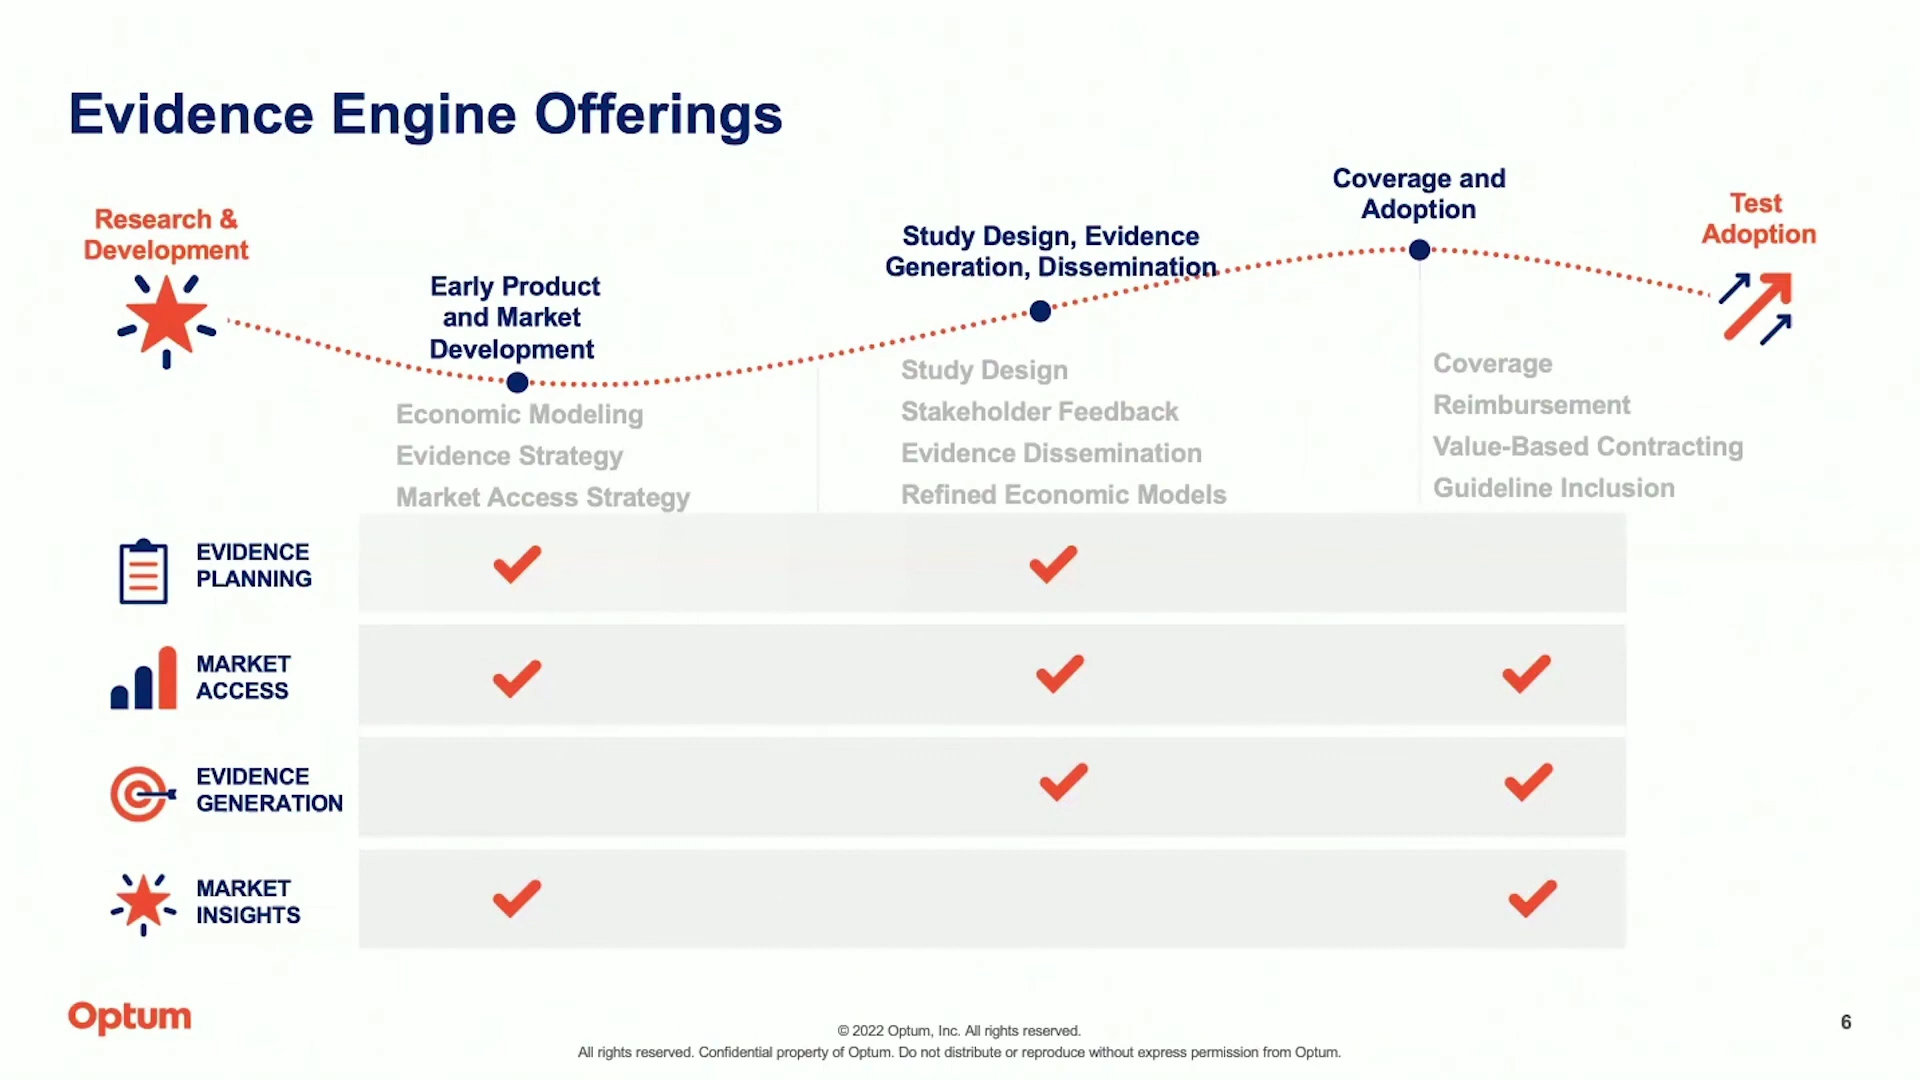 Evidence Engine Offerings
Research &
Development
Early Product
and Market
Development
Study Design, Evidence
Generation, Dissemination
Coverage and
Adoption
Test
Adoption
Economic Modeling
Evidence Strategy
Market Access Strategy
Study Design
Stakeholder Feedback
Evidence Dissemination
Refined Economic Models
Coverage
Reimbursement
Value-Based Contracting
Guideline Inclusion
EVIDENCE
PLANNING
MARKET
ACCESS
EVIDENCE
GENERATION
MARKET
INSIGHTS
Optum
© 2022 Optum, Inc. All rights reserved.
All rights reserved. Confidential property of Optum. Do not distribute or reproduce without express permission from Optum.
6